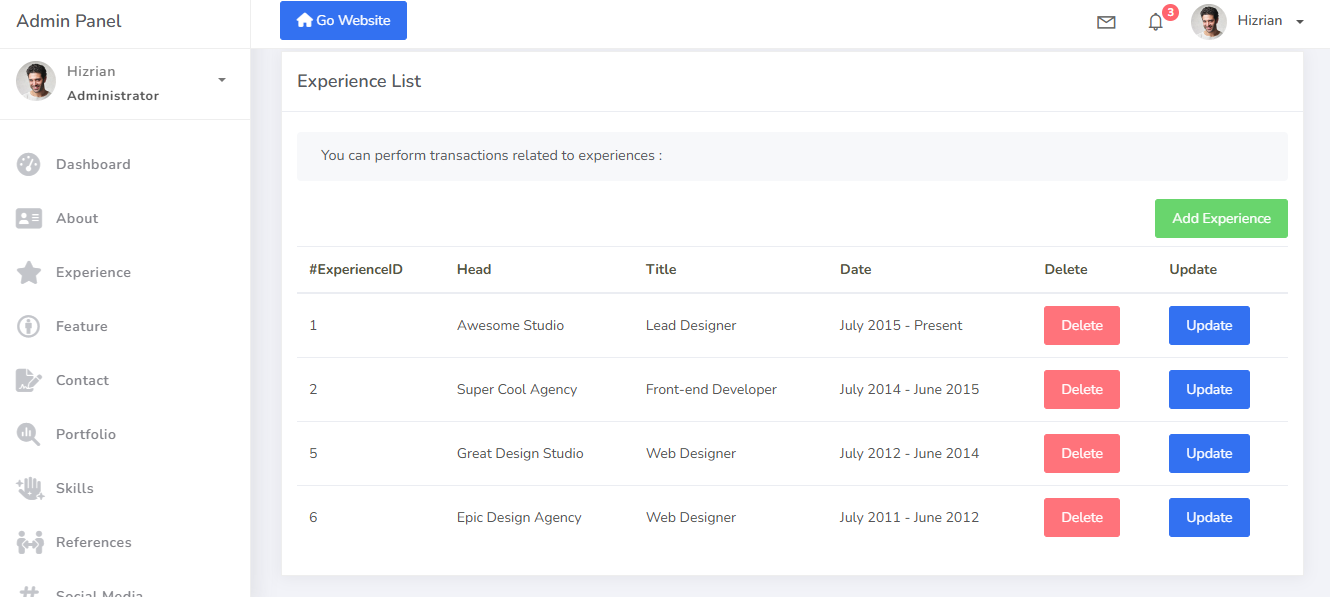 Admin Panel
Go Website
3
Hizrian
Hizrian
Administrator
Dashboard
About
Experience
Feature
Contact
Portfolio
Skills
References
Social Media
Experience List
You can perform transactions related to experiences :
Add Experience
#ExperienceID Head Title Date Delete Update
1 Awesome Studio Lead Designer July 2015 - Present Delete Update
2 Super Cool Agency Front-end Developer July 2014 - June 2015 Delete Update
5 Great Design Studio Web Designer July 2012 - June 2014 Delete Update
6 Epic Design Agency Web Designer July 2011 - June 2012 Delete Update